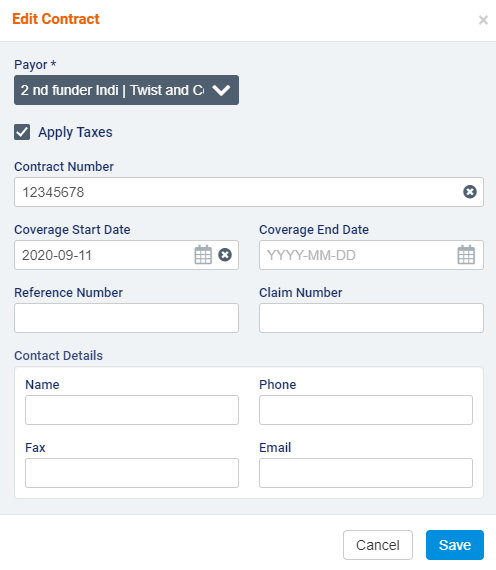 Edit Contract ×
Payor *
2 nd funder Indi | Twist and
Apply Taxes
Contract Number
12345678
Coverage Start Date Coverage End Date
2020-09-11 YYYY-MM-DD
Reference Number Claim Number
Contact Details
Name Phone
Fax Email
Cancel Save